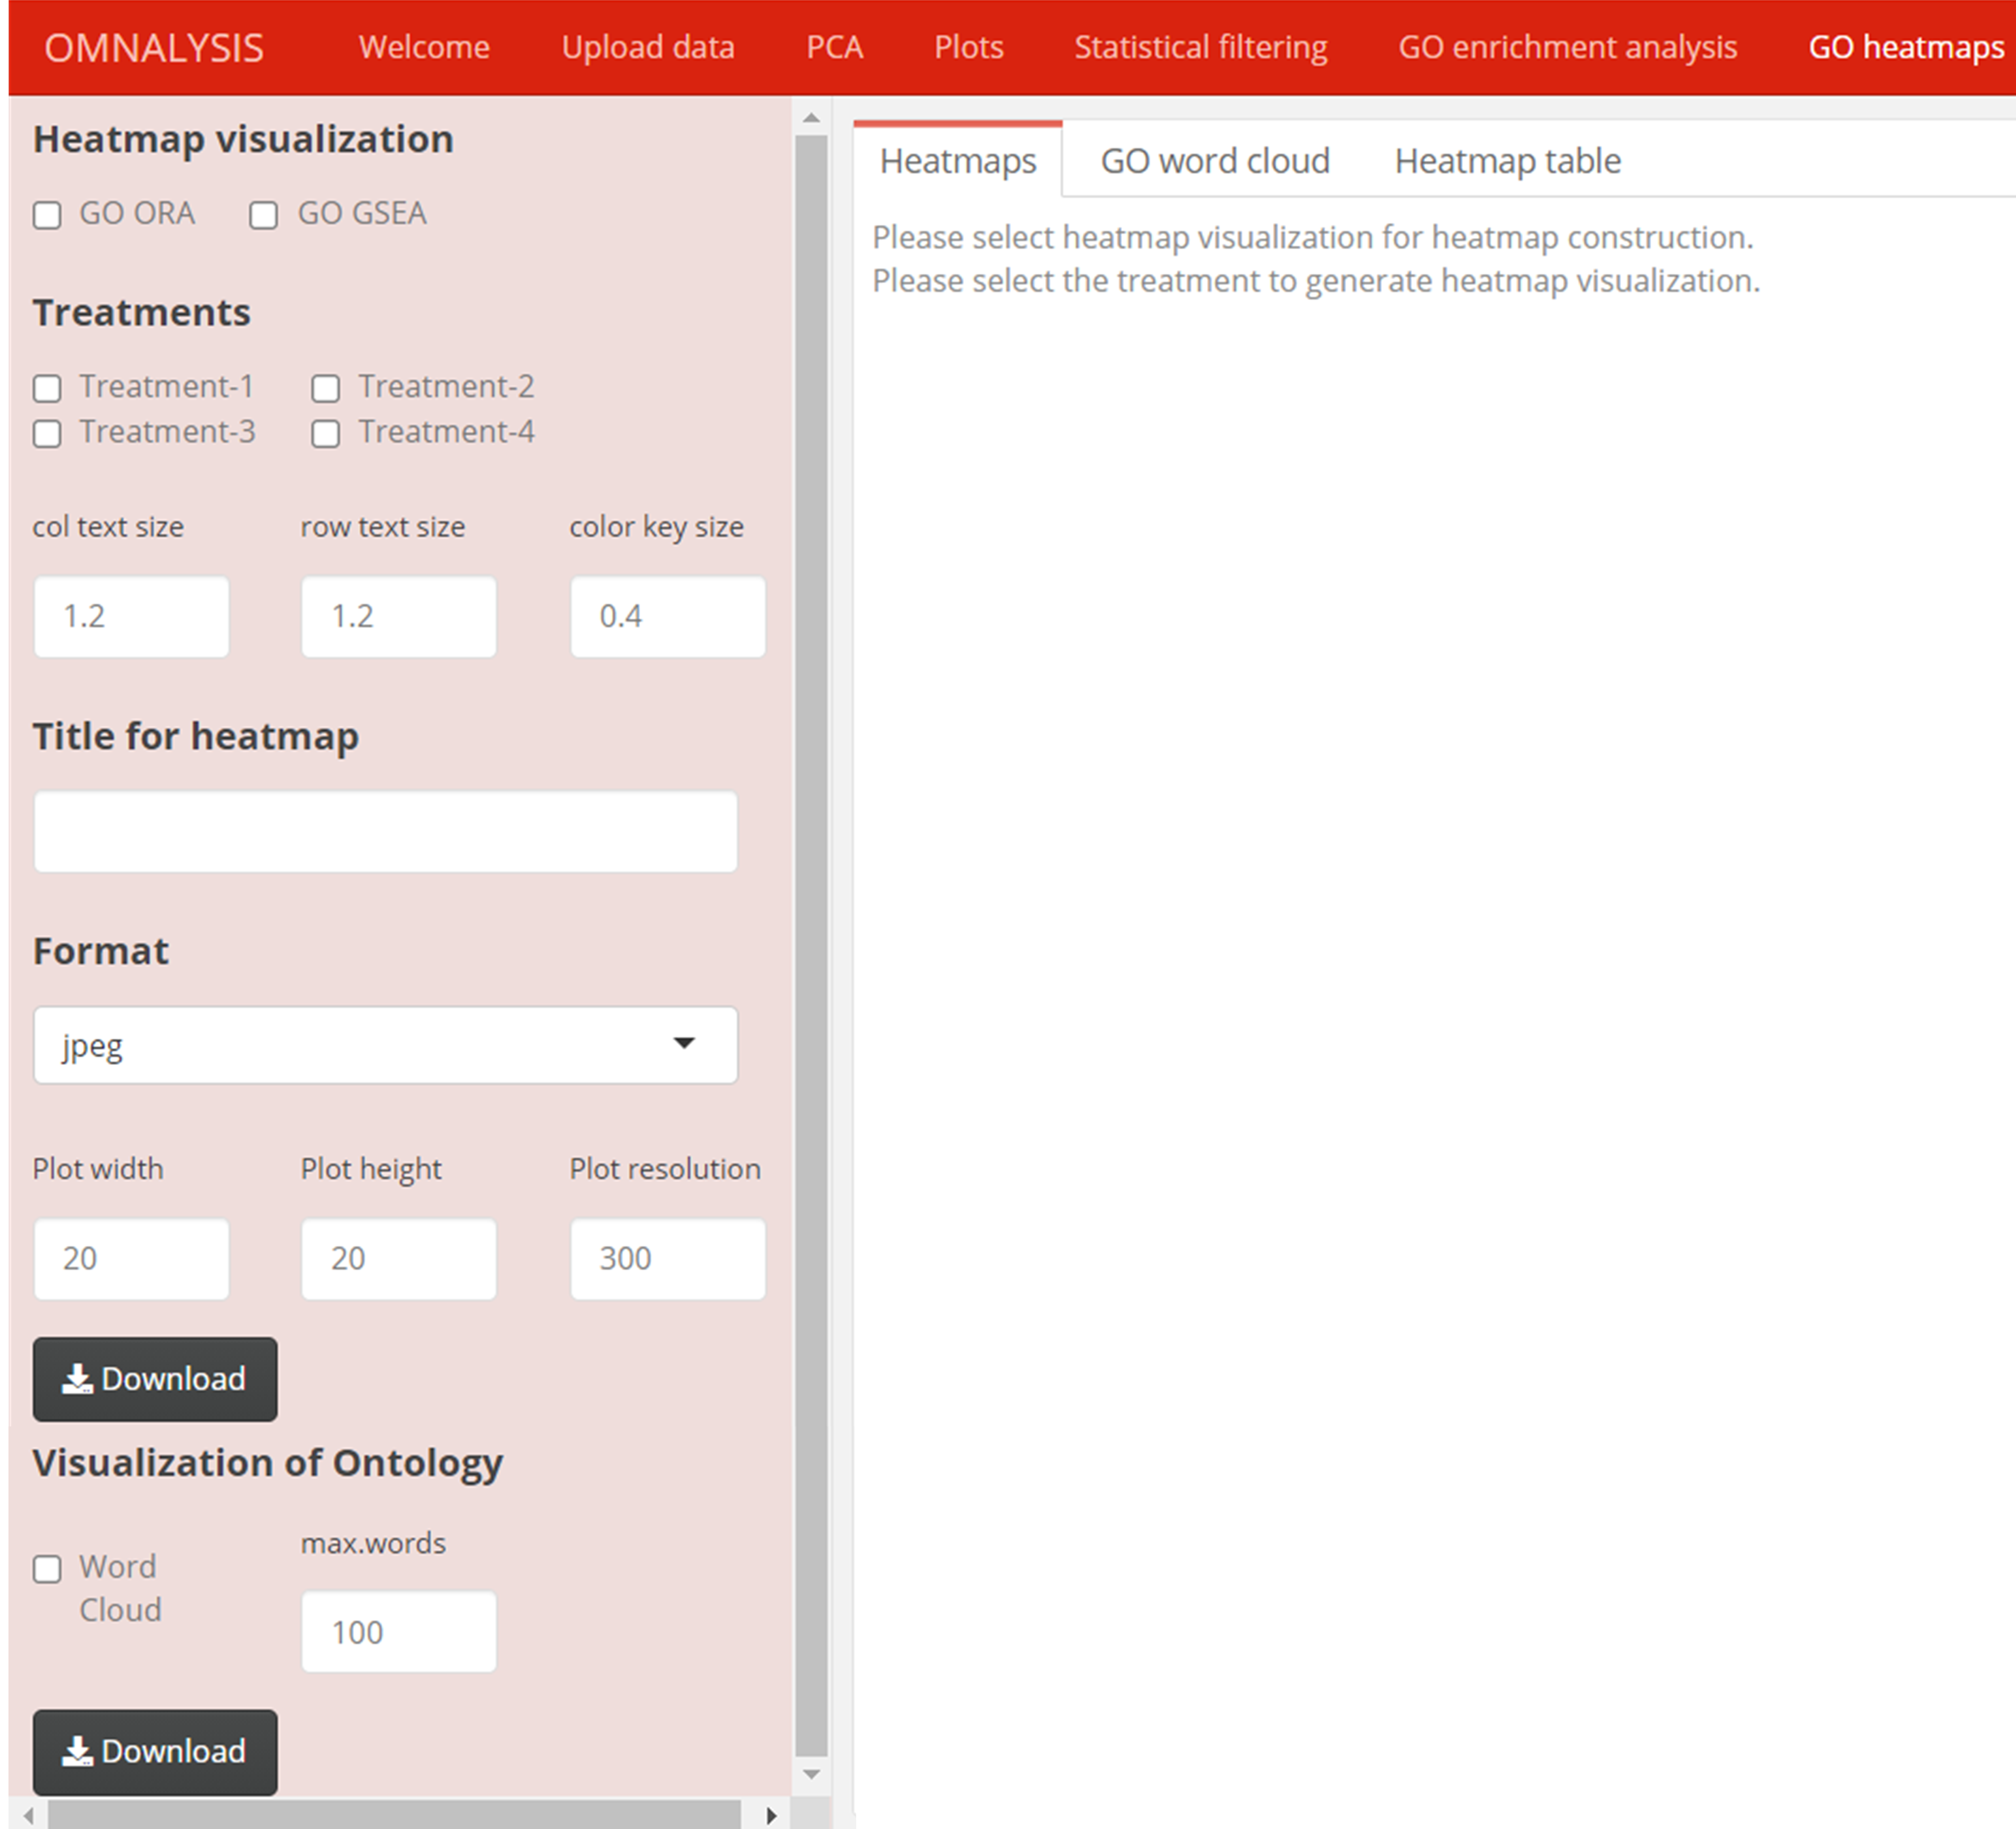 OMNALYSIS Welcome Upload data PCA Plots Statistical filtering GO enrichment analysis GO heatmaps
Heatmap visualization
GO ORA GO GSEA
Treatments
Treatment-1 Treatment-2
Treatment-3 Treatment-4
col text size row text size color key size
1.2 1.2 0.4
Title for heatmap
Format
jpeg
Plot width Plot height Plot resolution
20 20 300
Download
Visualization of Ontology
Word
Cloud
max.words
100
Download
Heatmaps GO word cloud Heatmap table
Please select heatmap visualization for heatmap construction.
Please select the treatment to generate heatmap visualization.